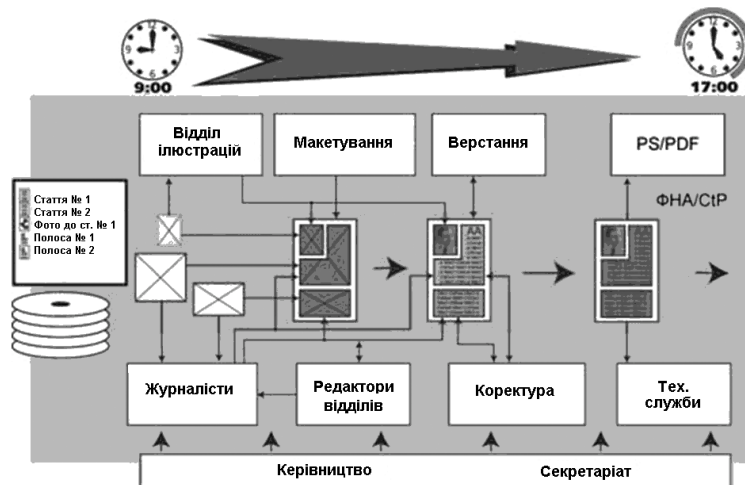 9:00
17:00
Відділ
ілюстрацій
Макетування
Верстання
PS/PDF
ФНА/CtP
Стаття № 1
Стаття № 2
Фото до ст. № 1
Полоса № 1
Полоса № 2
AA
Журналісти
Редактори
відділів
Коректура
Тех.
служби
Керівництво
Секретаріат